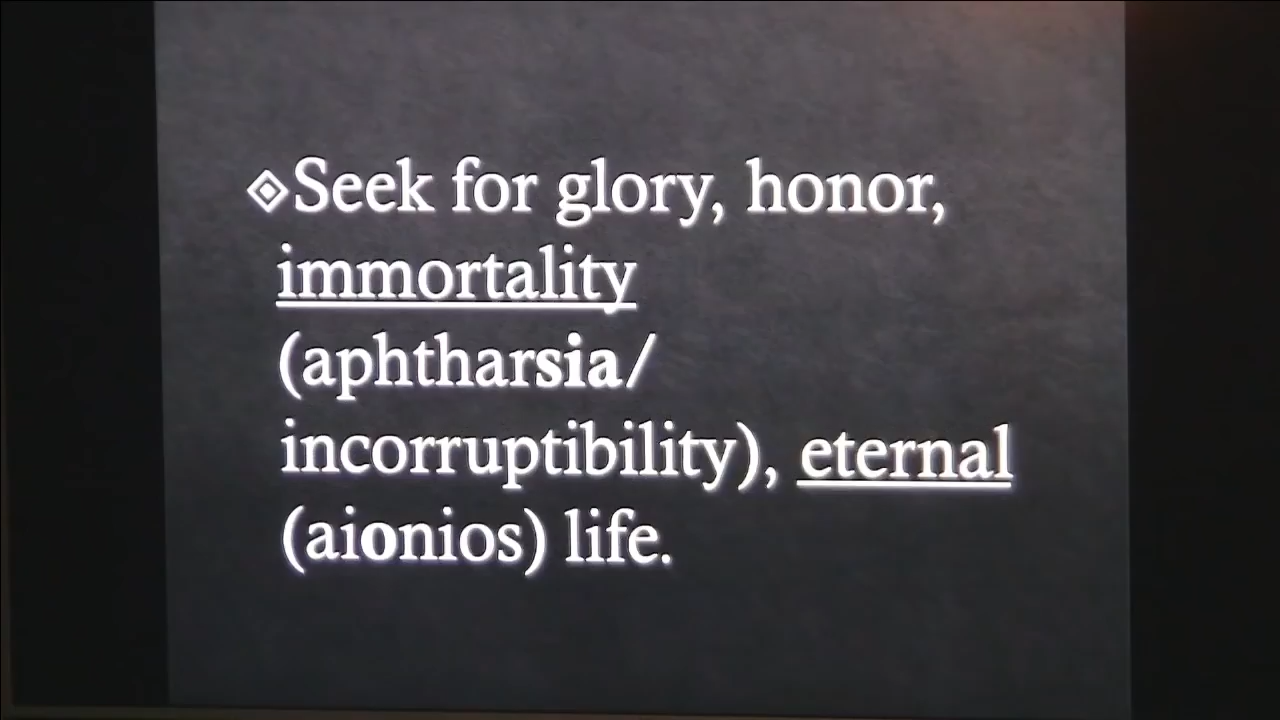 Seek for glory, honor,
immortality
(aphtharsia/
incorruptibility), eternal
(aionios) life.